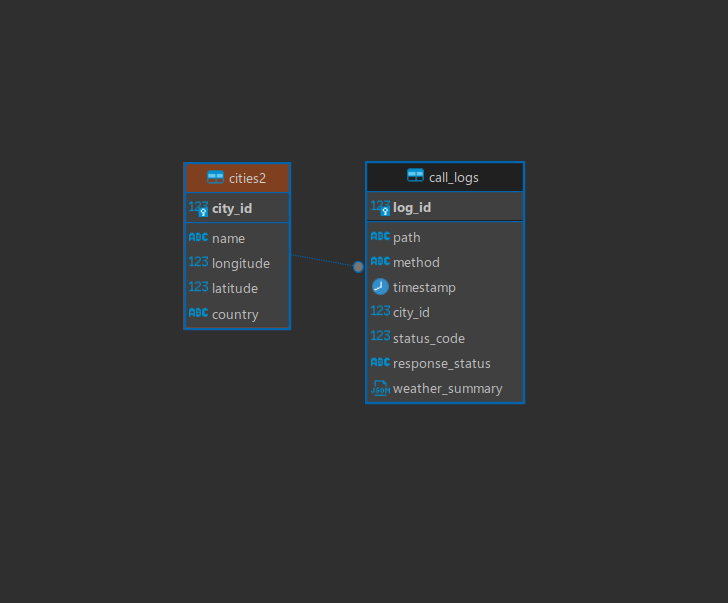 cities2
123 city_id
ABC name
123 longitude
123 latitude
ABC country
call_logs
123 log_id
ABC path
ABC method
timestamp
123 city_id
123 status_code
ABC response_status
JSON weather_summary